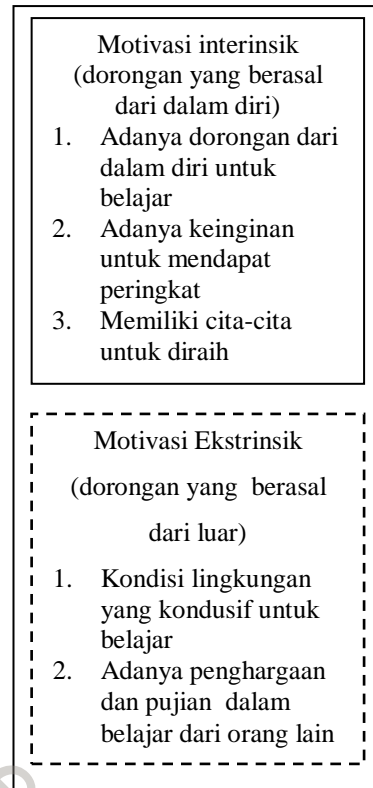 Motivasi interinsik
(dorongan yang berasal
dari dalam diri)
1. Adanya dorongan dari
dalam diri untuk
belajar
2. Adanya keinginan
untuk mendapat
peringkat
3. Memiliki cita-cita
untuk diraih
Motivasi Ekstrinsik
(dorongan yang berasal
dari luar)
1. Kondisi lingkungan
yang kondusif untuk
belajar
2. Adanya penghargaan
dan pujian dalam
belajar dari orang lain